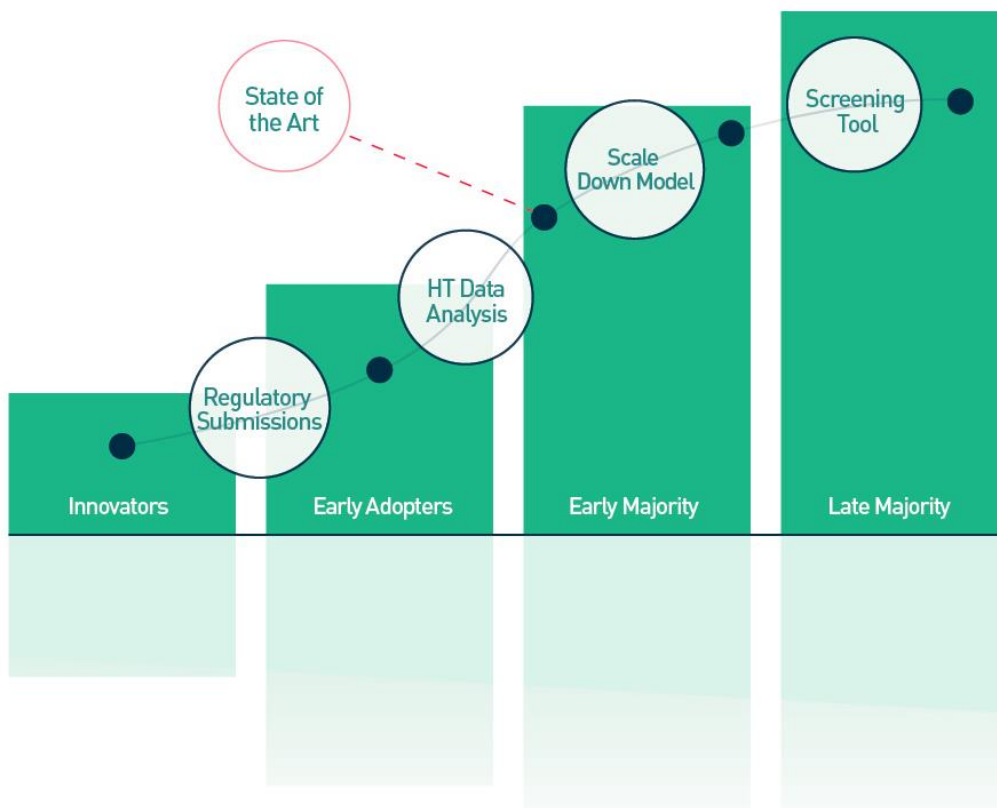 State of
the Art
Screening
Tool
Scale
Down Model
HT Data
Analysis
Regulatory
Submissions
Innovators
Early Adopters
Early Majority
Late Majority